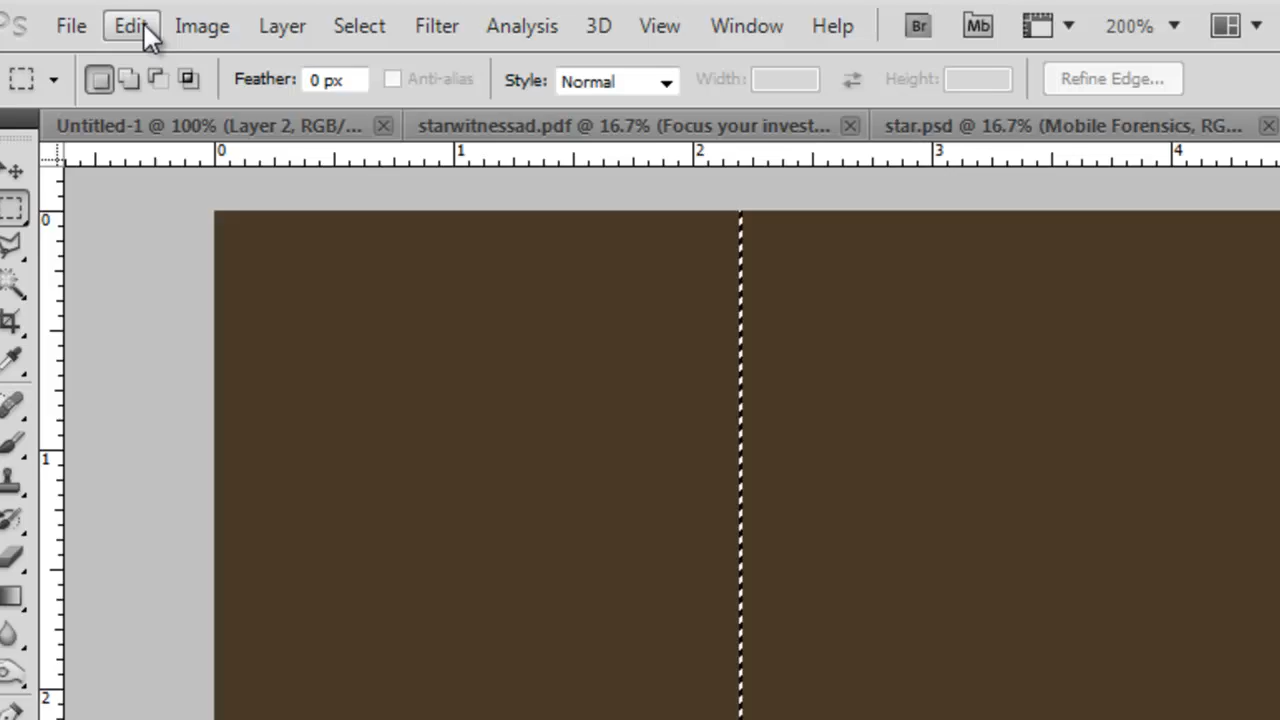 PS File Edit Image Layer Select Filter Analysis 3D View Window Help Br Mb 200%
Feather: 0 px Anti-alias Style: Normal Width: Height: Refine Edge...
Untitled-1 @ 100% (Layer 2, RGB/... starwitnessad.pdf @ 16.7% (Focus your invest... star.psd @ 16.7% (Mobile Forensics, RG...
0 1 2 3 4
0
1
2